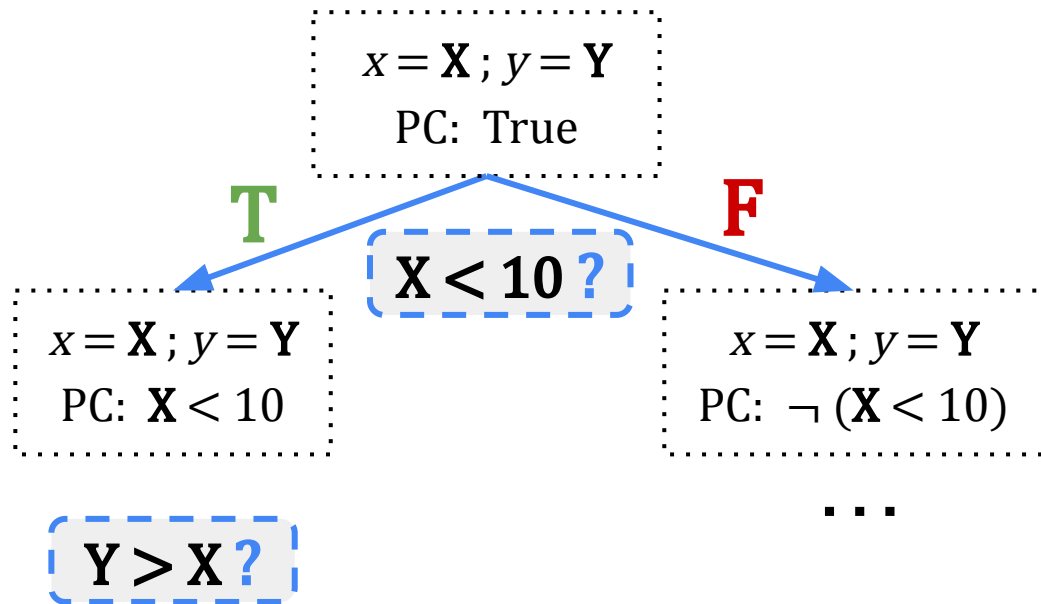 x = X ; y = Y
PC: True
T
F
X < 10 ?
x = X ; y = Y
PC: X < 10
x = X ; y = Y
PC: ¬ (X < 10)
...
Y > X ?